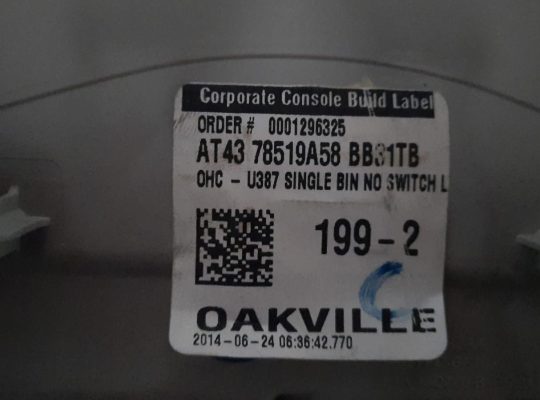 Corporate Console Build Label
ORDER # 0001296325
AT43 78519A58 BB31TB
OHC - U387 SINGLE BIN NO SWITCH L
199-2
OAKVILLE
2014-06-24 06:36:42.770